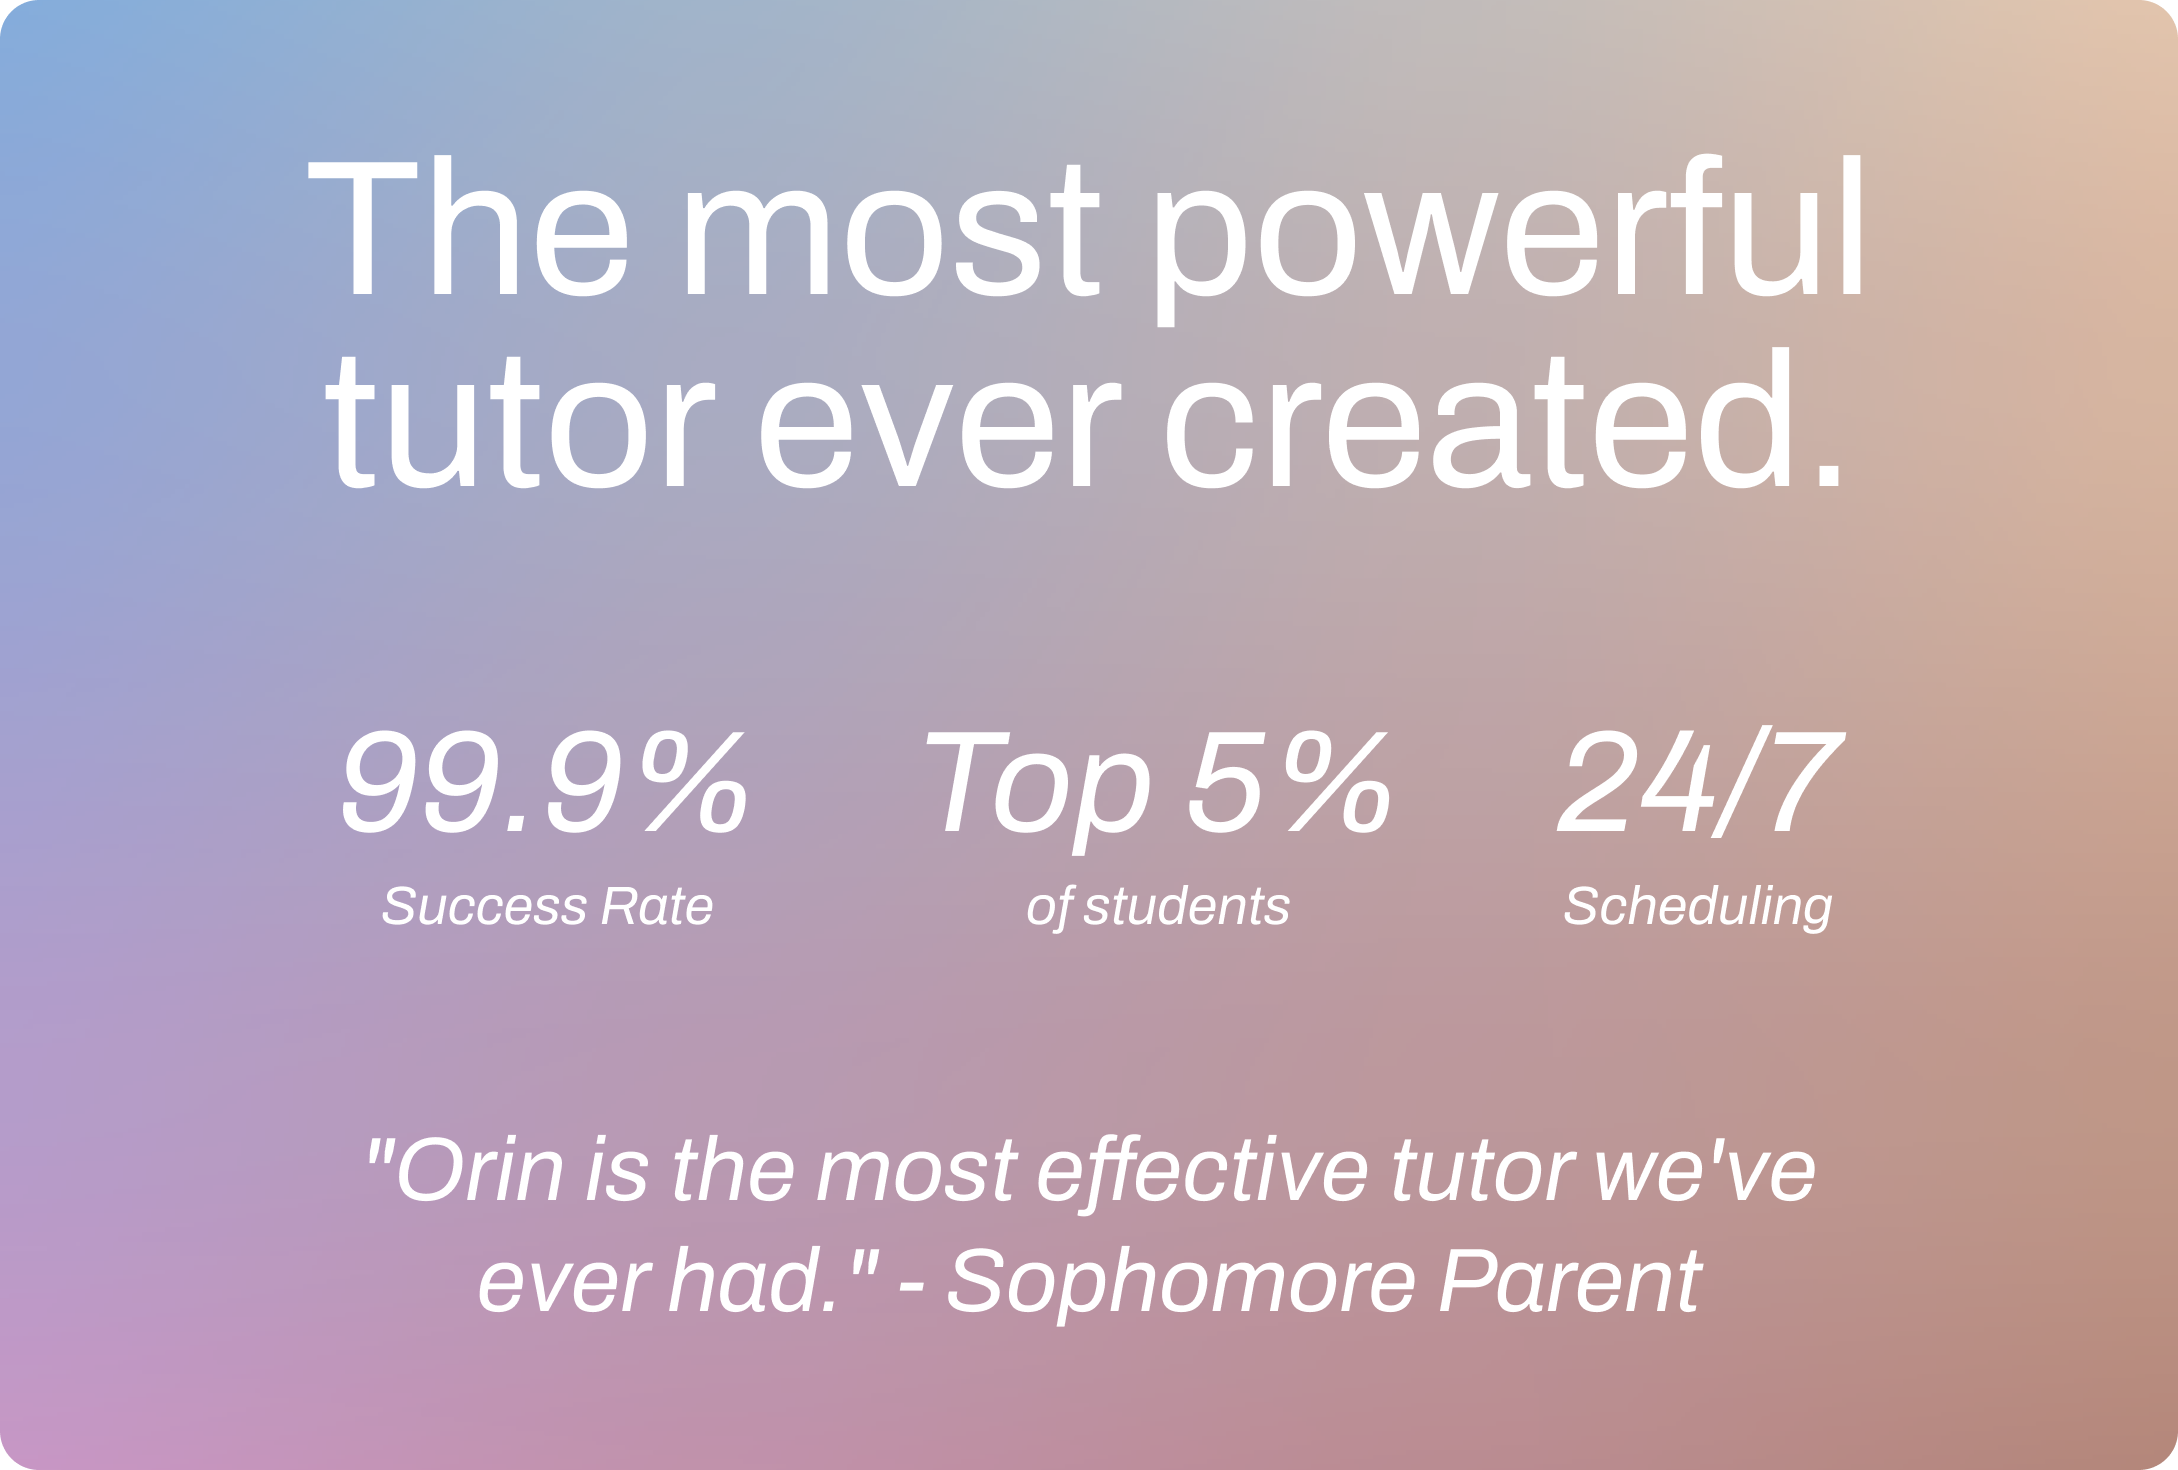 The most powerful
tutor ever created.
99.9% Top 5% 24/7
Success Rate of students Scheduling
"Orin is the most effective tutor we've
ever had." - Sophomore Parent